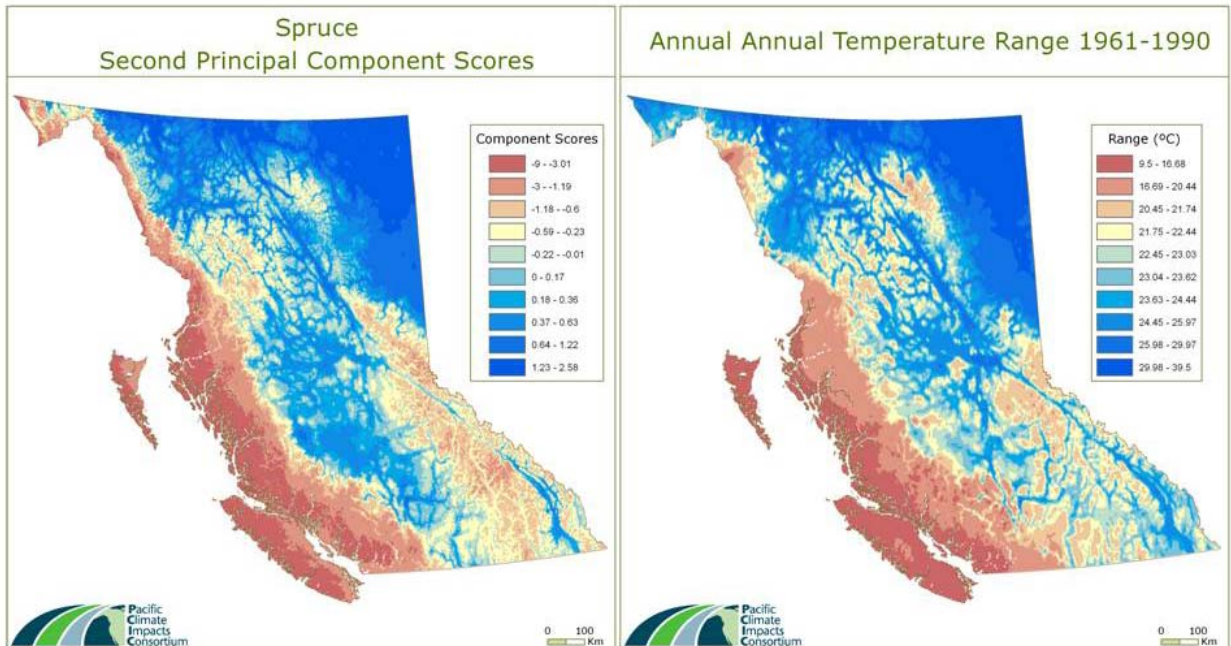 Spruce
Second Principal Component Scores
Component Scores
-9 - -3.01
-3 - -1.19
-1.18 - -0.6
-0.59 - -0.23
-0.22 - -0.01
0 - 0.17
0.18 - 0.36
0.37 - 0.63
0.64 - 1.22
1.23 - 2.58
Pacific
Climate
Impacts
Consortium
0 100
Km
Annual Annual Temperature Range 1961-1990
Range (ºC)
9.5 - 16.68
16.69 - 20.44
20.45 - 21.74
21.75 - 22.44
22.45 - 23.03
23.04 - 23.62
23.63 - 24.44
24.45 - 25.97
25.98 - 29.97
29.98 - 39.5
Pacific
Climate
Impacts
Consortium
0 100
Km